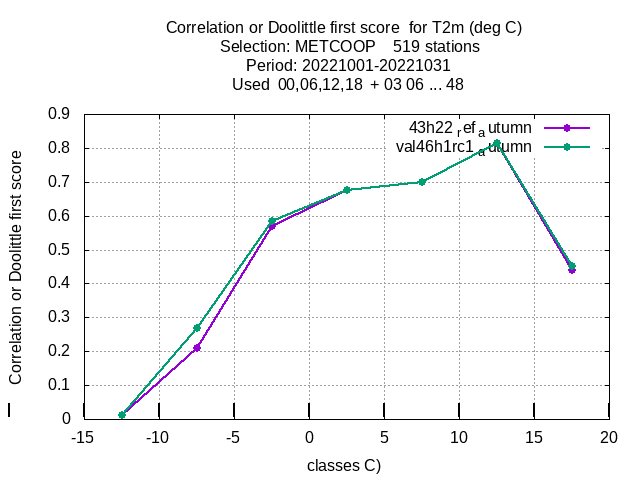 Correlation or Doolittle first score  for T2m (deg C)
Selection: METCOOP    519 stations
Period: 20221001-20221031
Used  00,06,12,18  + 03 06 ... 48
43h22_ref_autumn
val46h1rc1_autumn
Correlation or Doolittle first score
0.9
0.8
0.7
0.6
0.5
0.4
0.3
0.2
0.1
0
-15 -10 -5 0 5 10 15 20
classes C)